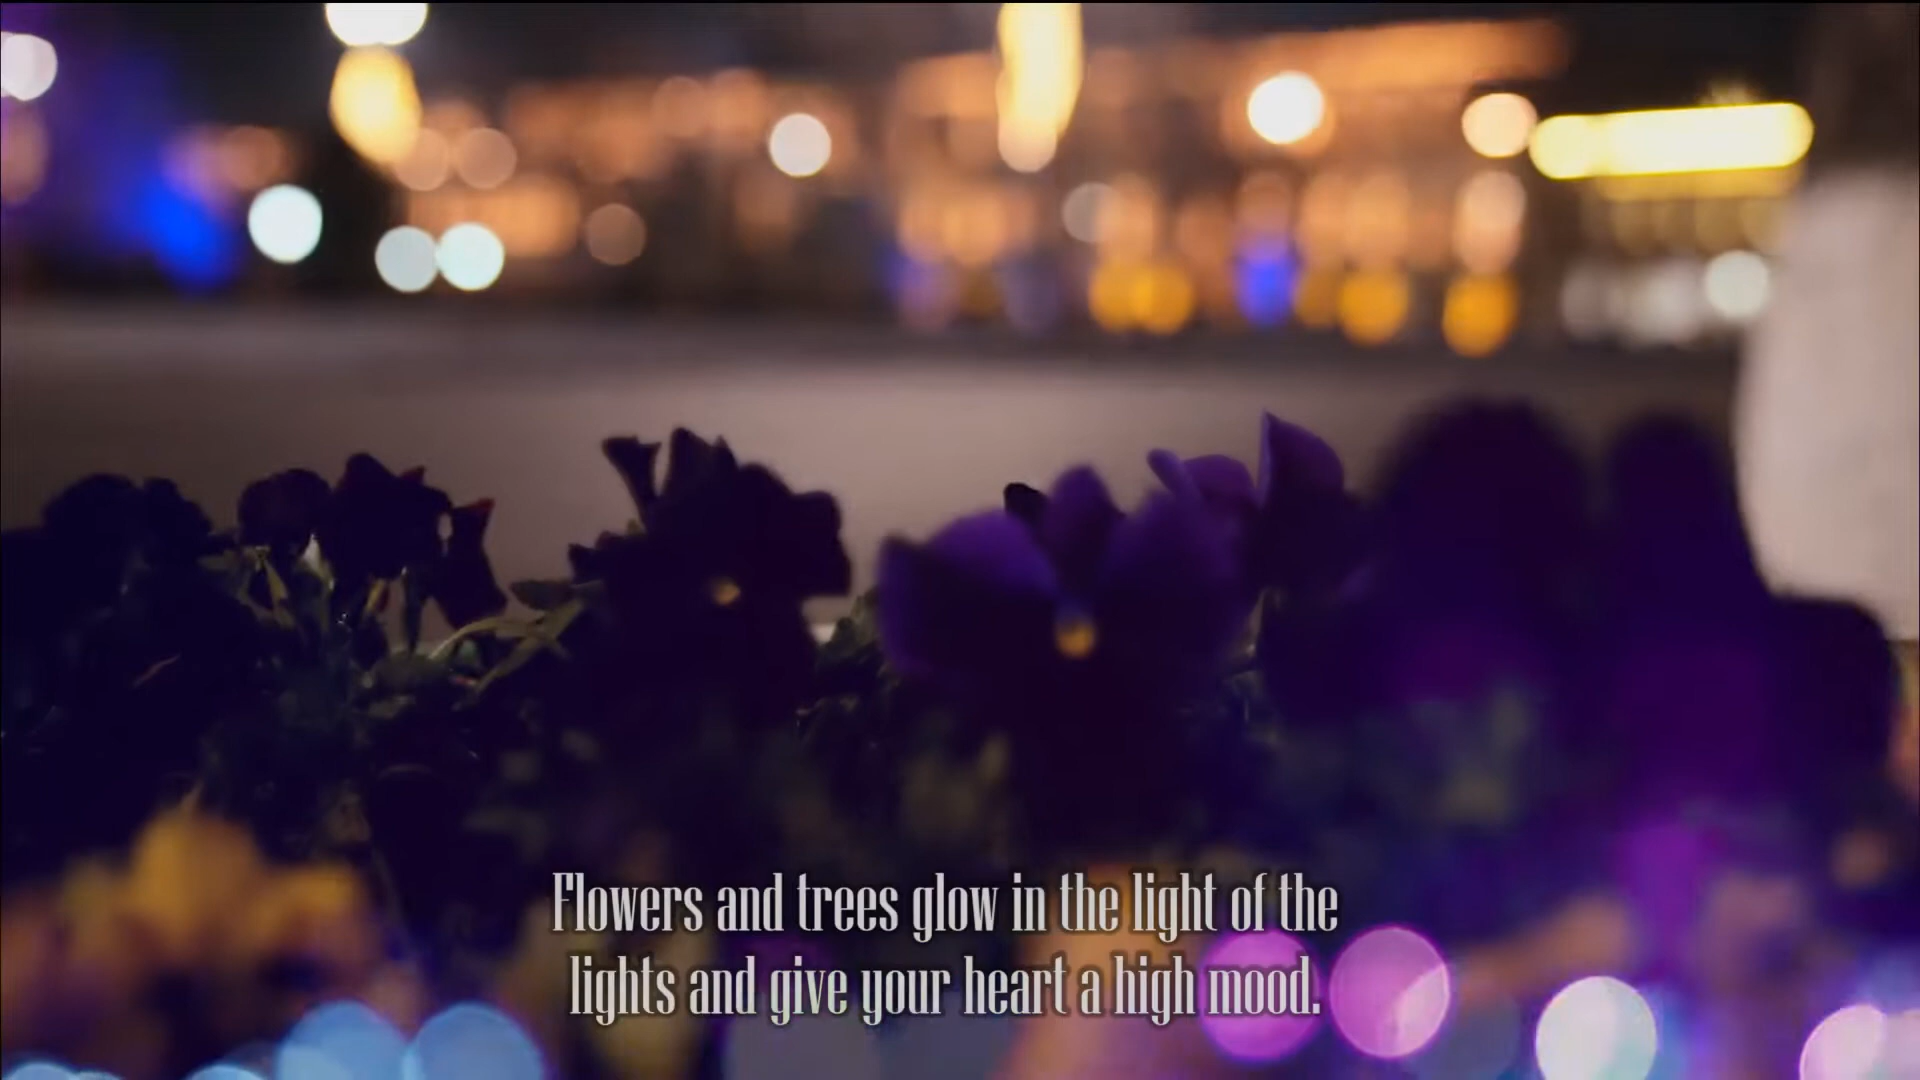 Flowers and trees glow in the light of the
lights and give your heart a high mood.